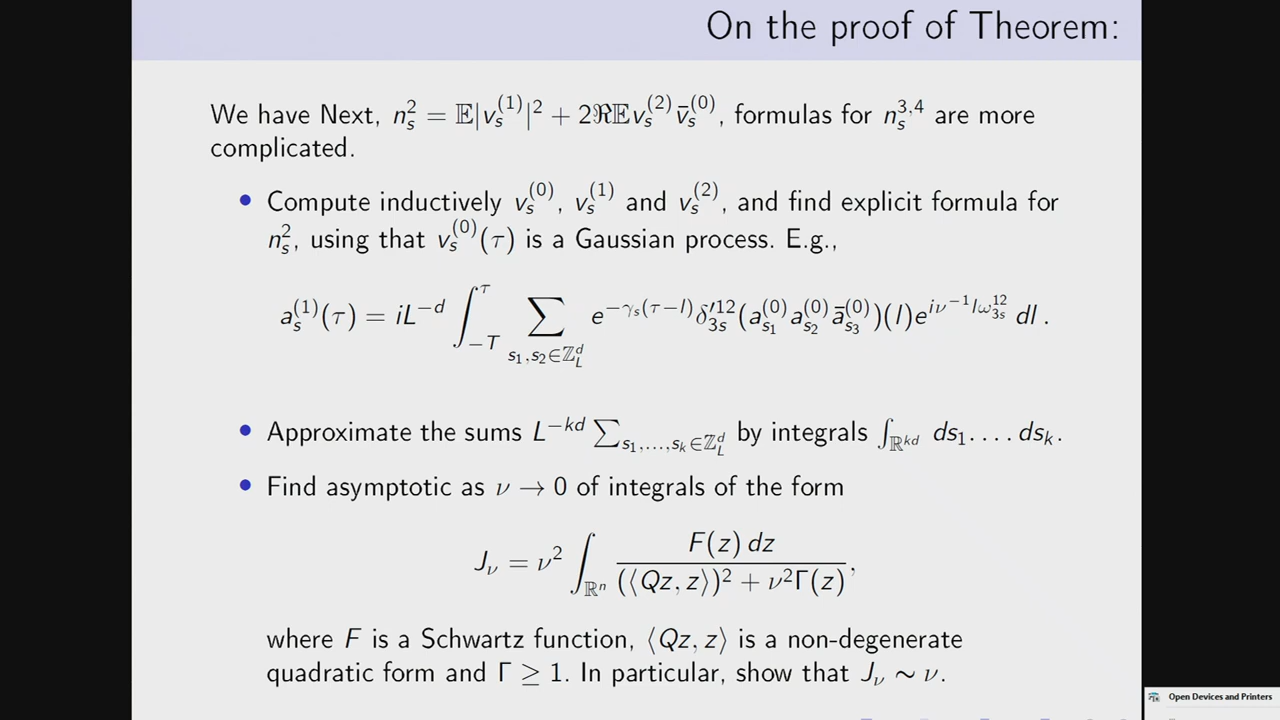 On the proof of Theorem:
We have Next, $n_s^2 = \mathbb{E}|v_s^{(1)}|^2 + 2\Re\mathbb{E}v_s^{(2)}\bar{v}_s^{(0)}$, formulas for $n_s^{3,4}$ are more
complicated.
• Compute inductively $v_s^{(0)}$, $v_s^{(1)}$ and $v_s^{(2)}$, and find explicit formula for
$n_s^2$, using that $v_s^{(0)}(\tau)$ is a Gaussian process. E.g.,
$a_s^{(1)}(\tau) = iL^{-d} \int_{-T}^{\tau} \sum_{s_1,s_2 \in \mathbb{Z}_L^d} e^{-\gamma_s(\tau-l)} \delta_{3s}^{\prime 12} (a_{s_1}^{(0)} a_{s_2}^{(0)} \bar{a}_{s_3}^{(0)})(l) e^{i\nu^{-1} l \omega_{3s}^{12}} \, dl \, .$
• Approximate the sums $L^{-kd} \sum_{s_1,\ldots,s_k \in \mathbb{Z}_L^d}$ by integrals $\int_{\mathbb{R}^{kd}} ds_1 \ldots . ds_k$.
• Find asymptotic as $\nu \to 0$ of integrals of the form
$J_\nu = \nu^2 \int_{\mathbb{R}^n} \frac{F(z)\, dz}{(\langle Qz, z \rangle)^2 + \nu^2 \Gamma(z)},$
where $F$ is a Schwartz function, $\langle Qz, z \rangle$ is a non-degenerate
quadratic form and $\Gamma \geq 1$. In particular, show that $J_\nu \sim \nu$.
Open Devices and Printers